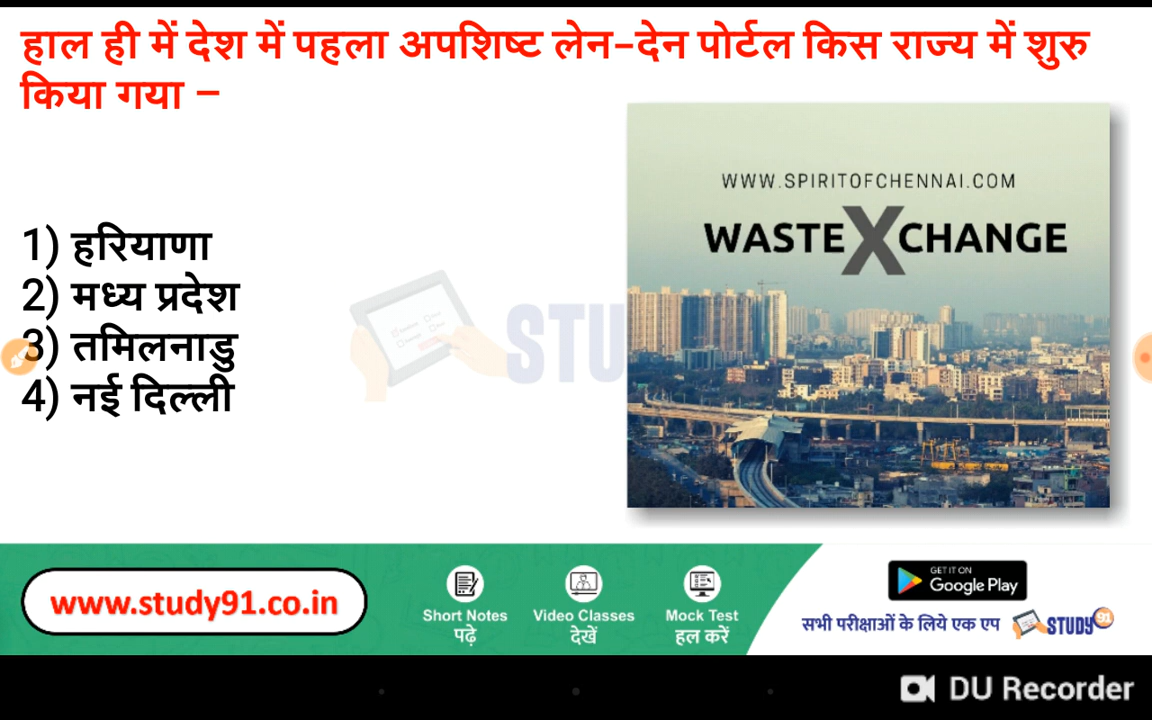 हाल ही में देश में पहला अपशिष्ट लेन-देन पोर्टल किस राज्य में शुरु
किया गया –
WWW.SPIRITOFCHENNAI.COM
WASTEXCHANGE
1) हरियाणा
2) मध्य प्रदेश
3) तमिलनाडु
4) नई दिल्ली
STU
www.study91.co.in
Short Notes
पढ़े
Video Classes
देखें
Mock Test
हल करें
GET IT ON
Google Play
सभी परीक्षाओं के लिये एक एप
STUDY91
DU Recorder